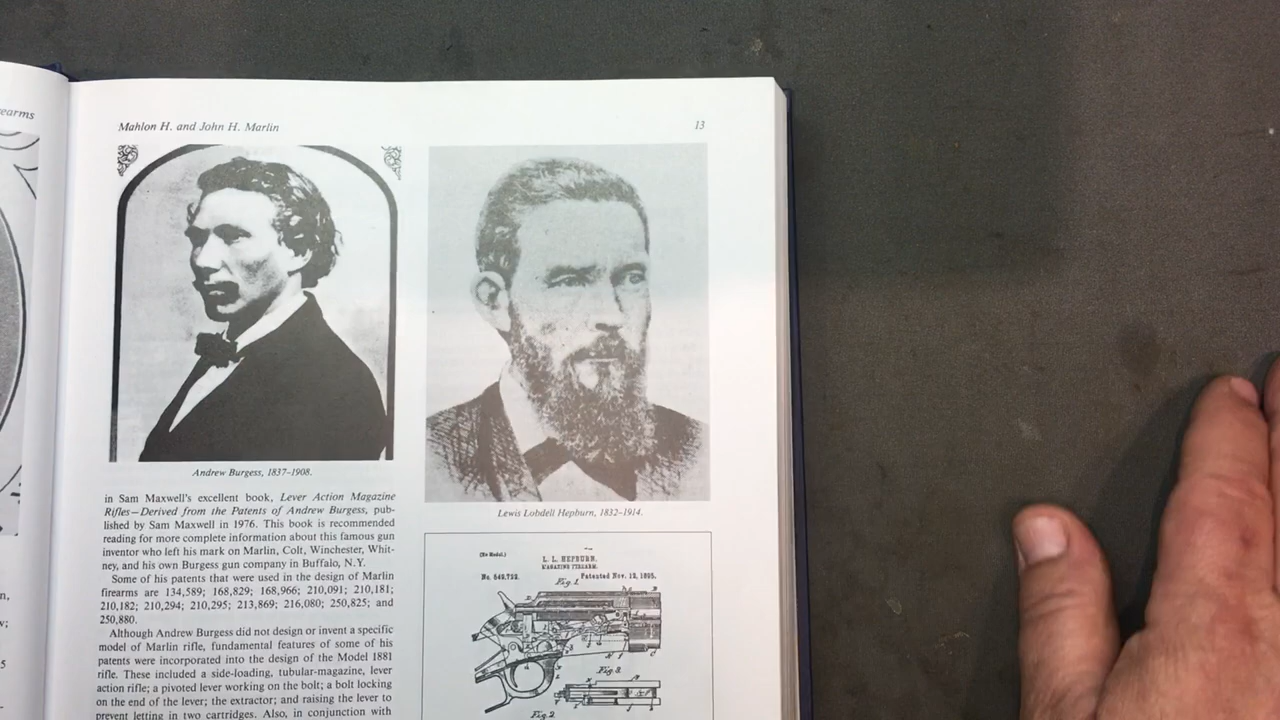 earms
n,
v;
5
Mahlon H. and John H. Marlin
13
Andrew Burgess, 1837–1908.
in Sam Maxwell's excellent book, Lever Action Magazine
Rifles—Derived from the Patents of Andrew Burgess, pub-
lished by Sam Maxwell in 1976. This book is recommended
reading for more complete information about this famous gun
inventor who left his mark on Marlin, Colt, Winchester, Whit-
ney, and his own Burgess gun company in Buffalo, N.Y.
Some of his patents that were used in the design of Marlin
firearms are 134,589; 168,829; 168,966; 210,091; 210,181;
210,182; 210,294; 210,295; 213,869; 216,080; 250,825; and
250,880.
Although Andrew Burgess did not design or invent a specific
model of Marlin rifle, fundamental features of some of his
patents were incorporated into the design of the Model 1881
rifle. These included a side-loading, tubular-magazine, lever
action rifle; a pivoted lever working on the bolt; a bolt locking
on the end of the lever; the extractor; and raising the lever to
prevent letting in two cartridges. Also, in conjunction with
Lewis Lobdell Hepburn, 1832–1914.
(No Model.)
L. L. HEPBURN.
MAGAZINE FIREARM.
No. 549,722.
Patented Nov. 12, 1895.
Fig. 1
Fig. 3
Fig. 2